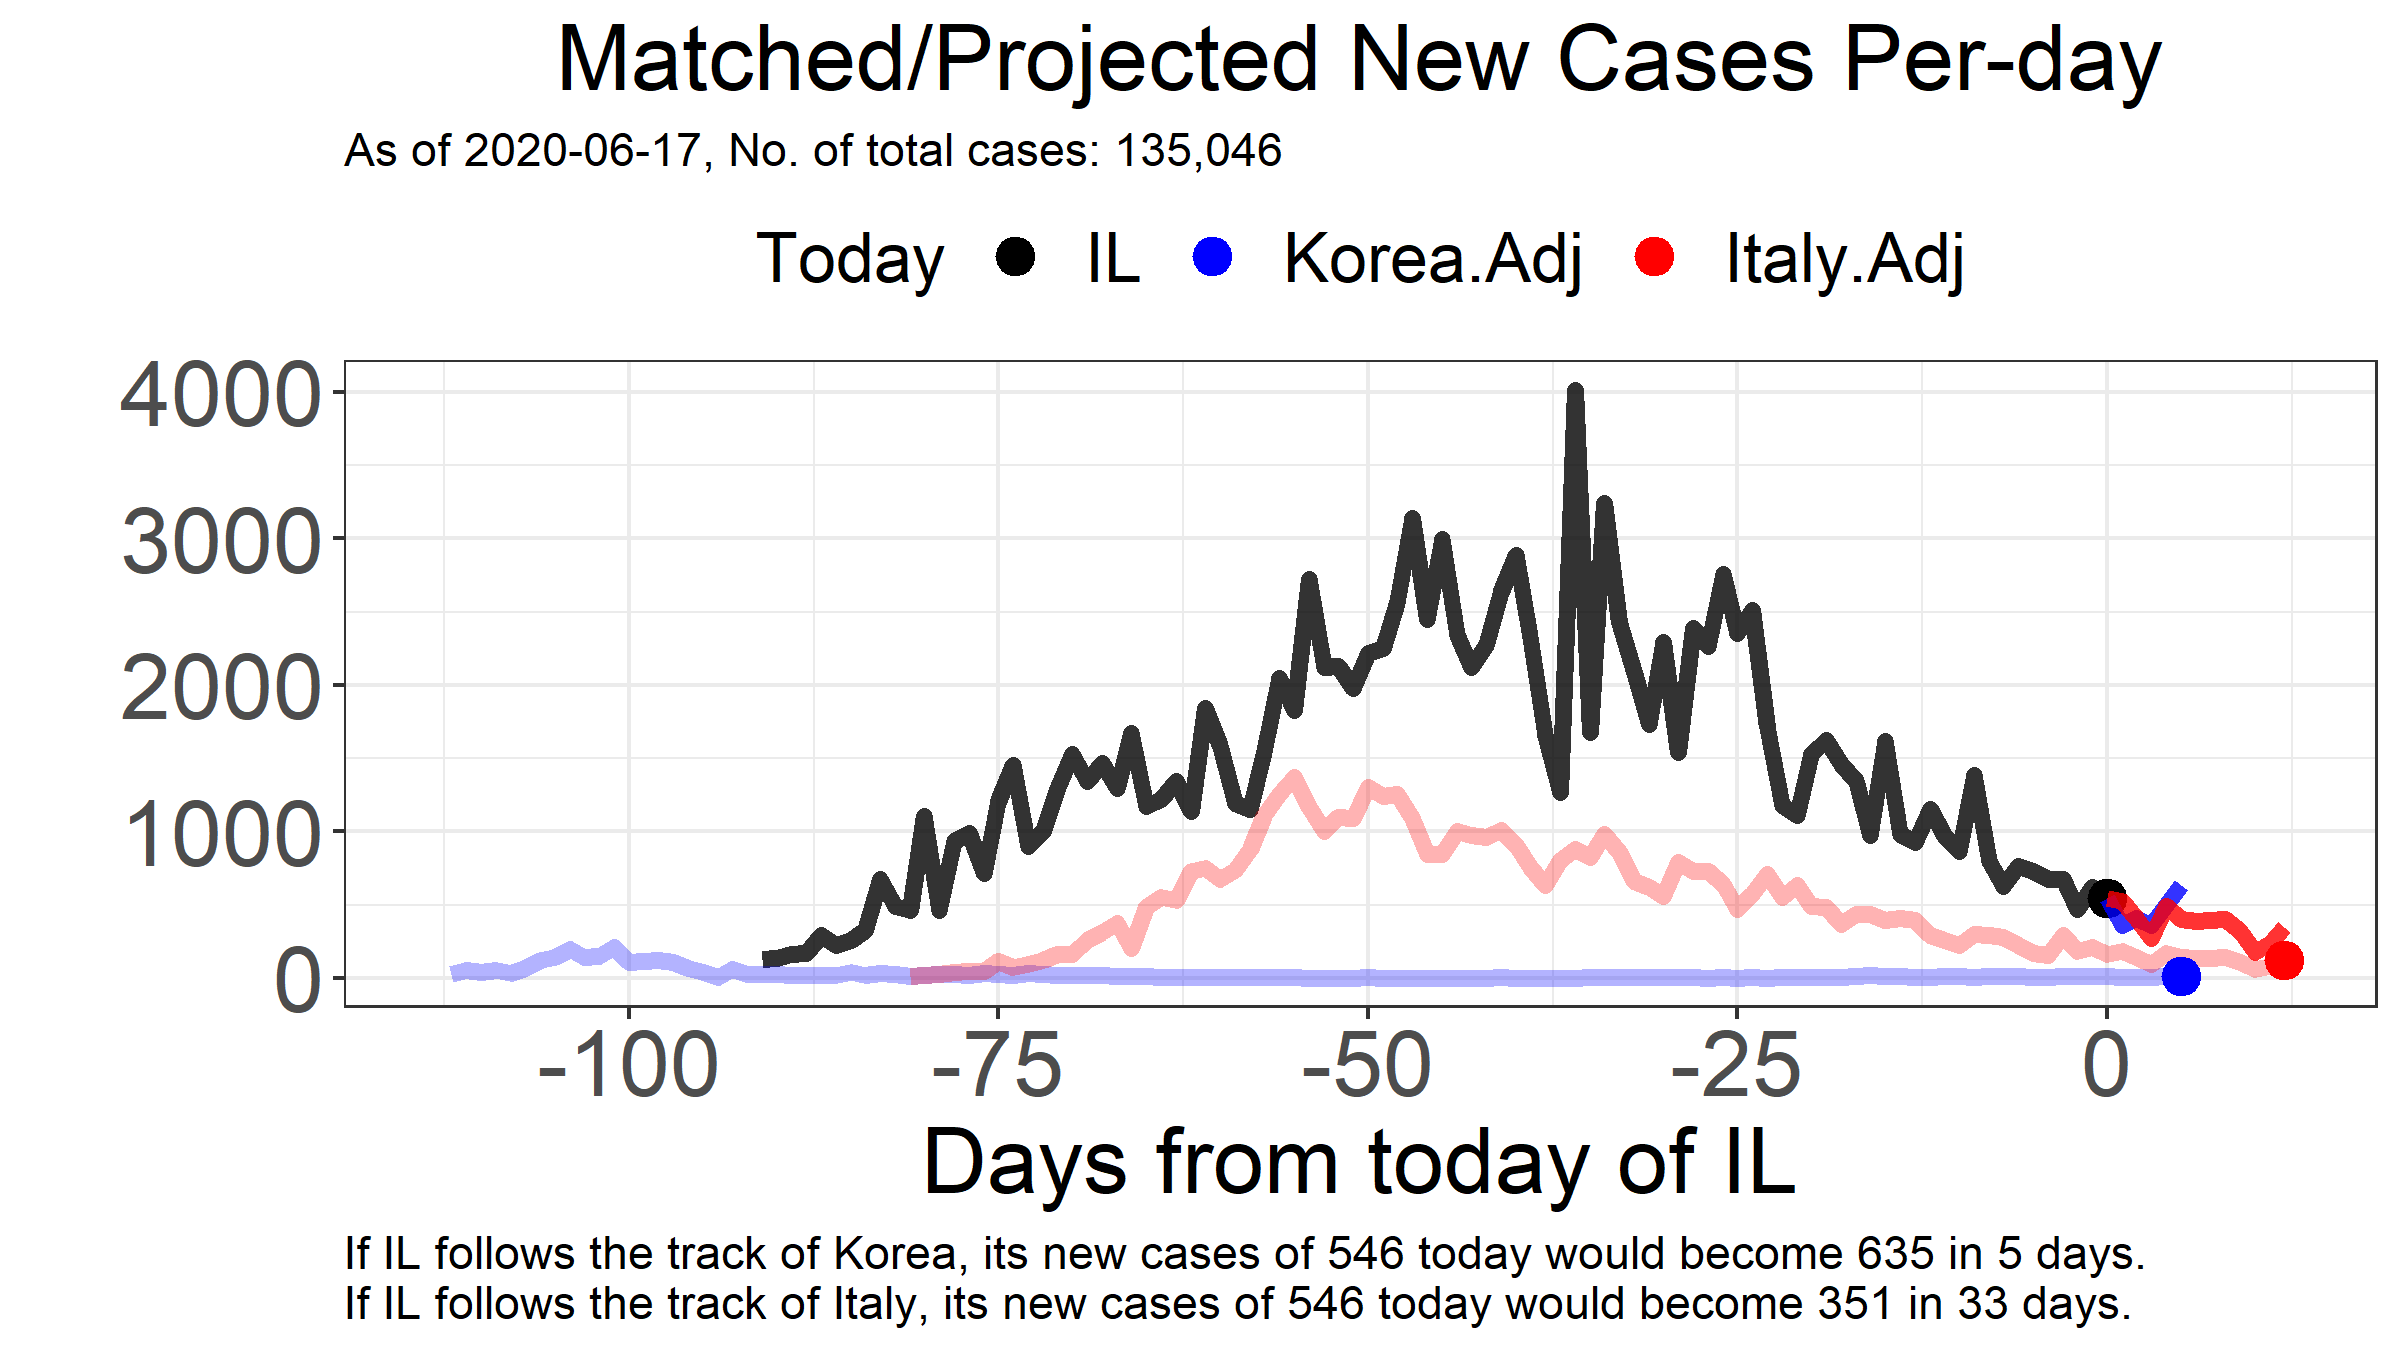 Matched/Projected New Cases Per-day
As of 2020-06-17, No. of total cases: 135,046
Today IL Korea.Adj Italy.Adj
4000
3000
2000
1000
0
-100 -75 -50 -25 0
Days from today of IL
If IL follows the track of Korea, its new cases of 546 today would become 635 in 5 days.
If IL follows the track of Italy, its new cases of 546 today would become 351 in 33 days.